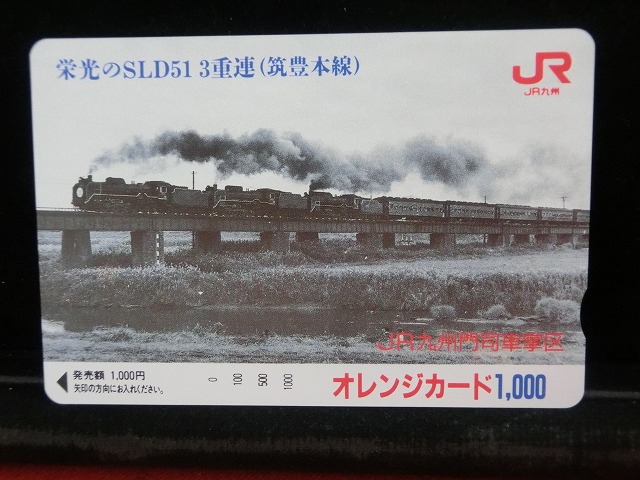 栄光のSLD51 3重連(筑豊本線)
JR
JR九州
JR九州門司車掌区
発売額 1,000円
矢印の方向にお入れください。
0 100 500 1000
オレンジカード1,000